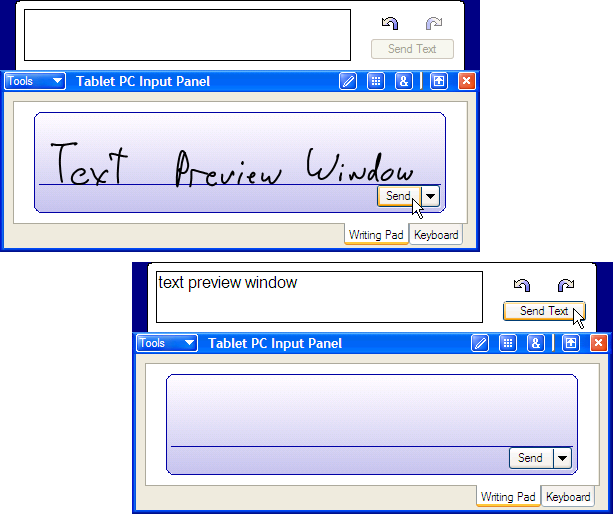 Send Text
Tools Tablet PC Input Panel &
Text Preview Window
Send
Writing Pad Keyboard
text preview window
Send Text
Tools Tablet PC Input Panel &
Send
Writing Pad Keyboard